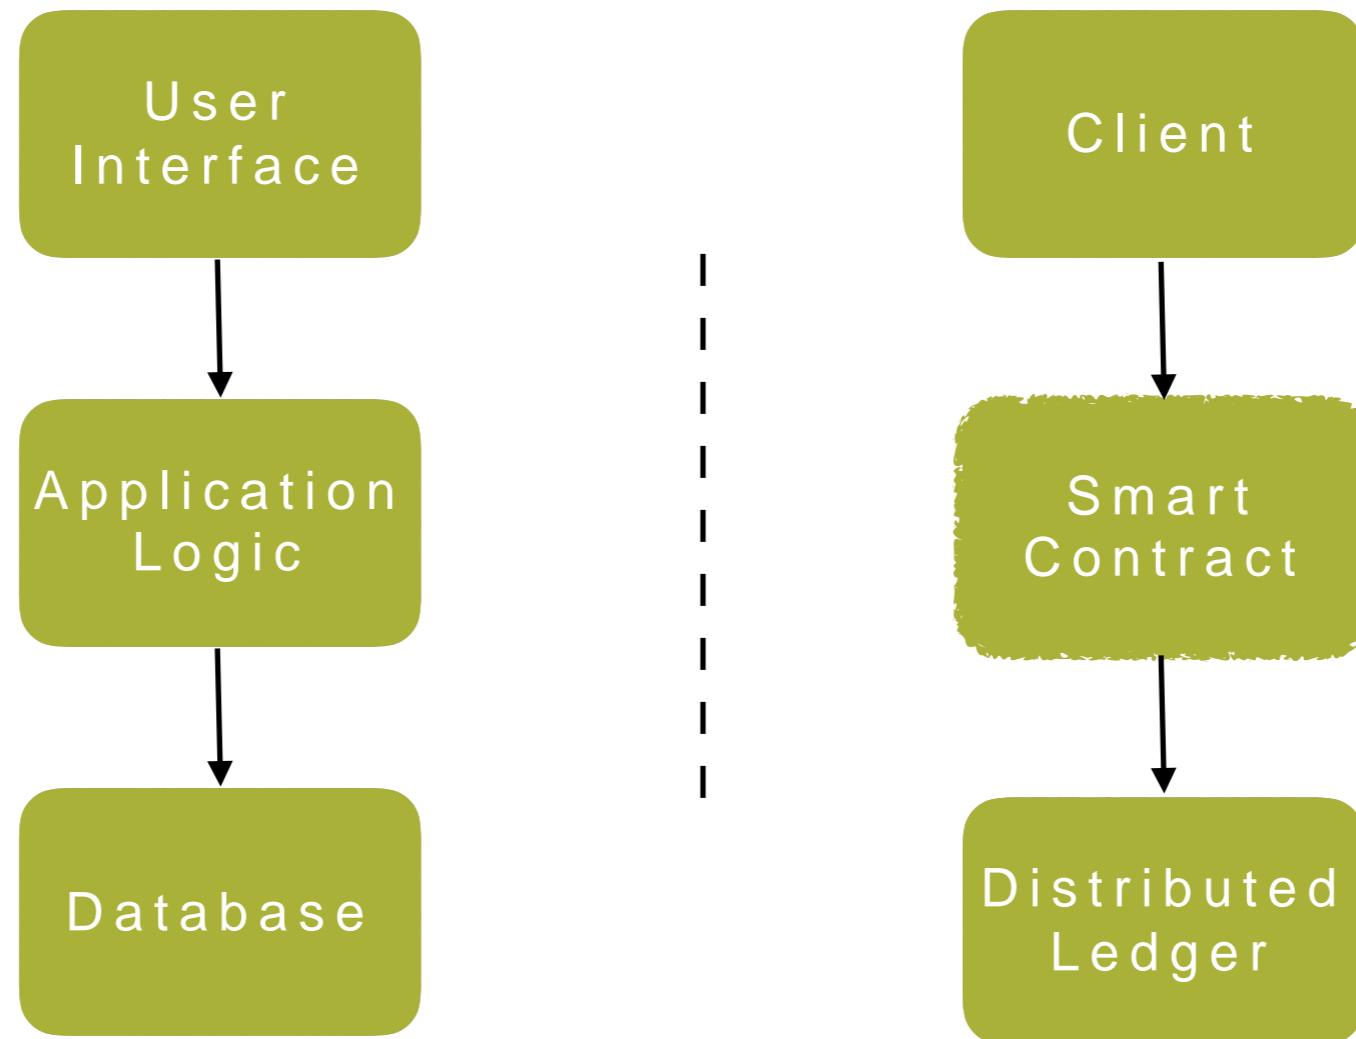 User
Interface
Application
Logic
Database
Client
Smart
Contract
Distributed
Ledger